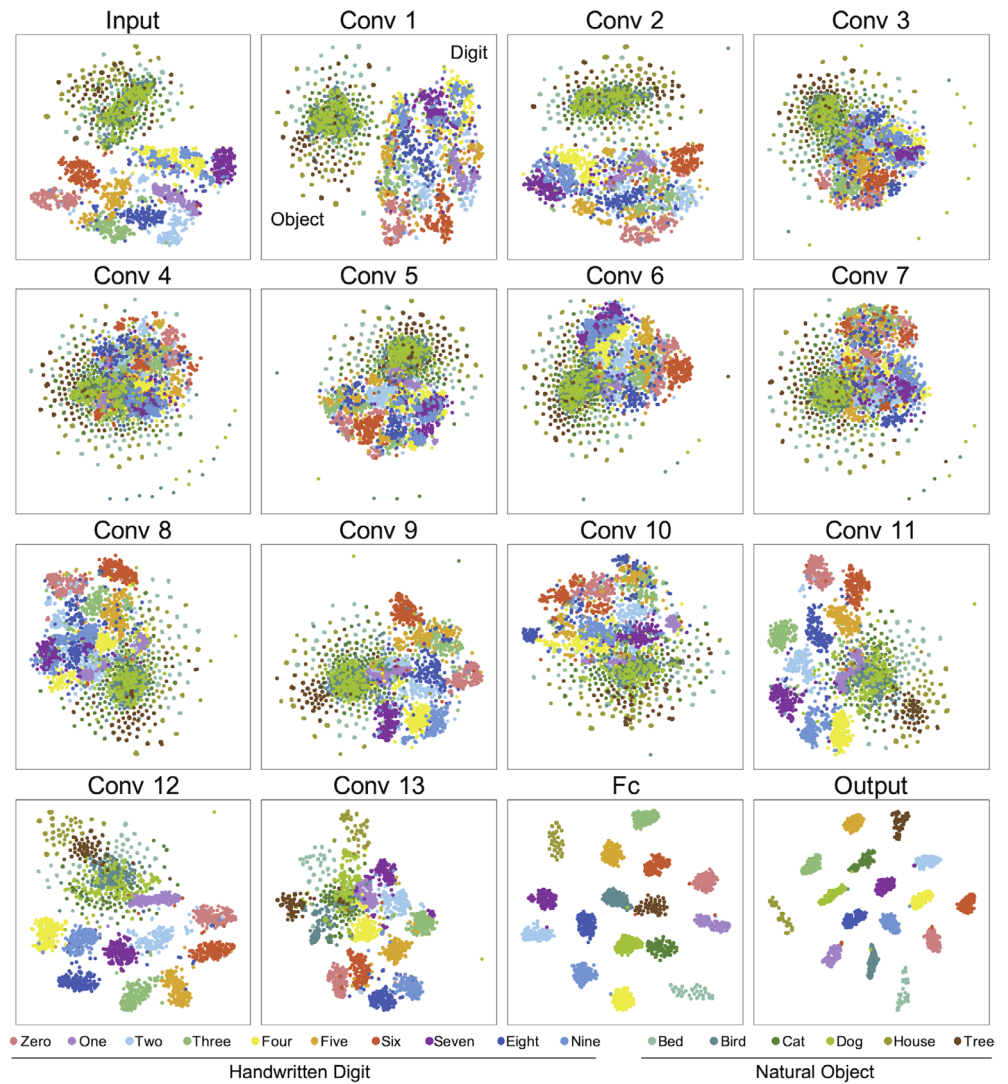 Input Conv 1 Conv 2 Conv 3
Digit
Object
Conv 4 Conv 5 Conv 6 Conv 7
Conv 8 Conv 9 Conv 10 Conv 11
Conv 12 Conv 13 Fc Output
Zero One Two Three Four Five Six Seven Eight Nine Bed Bird Cat Dog House Tree
Handwritten Digit Natural Object